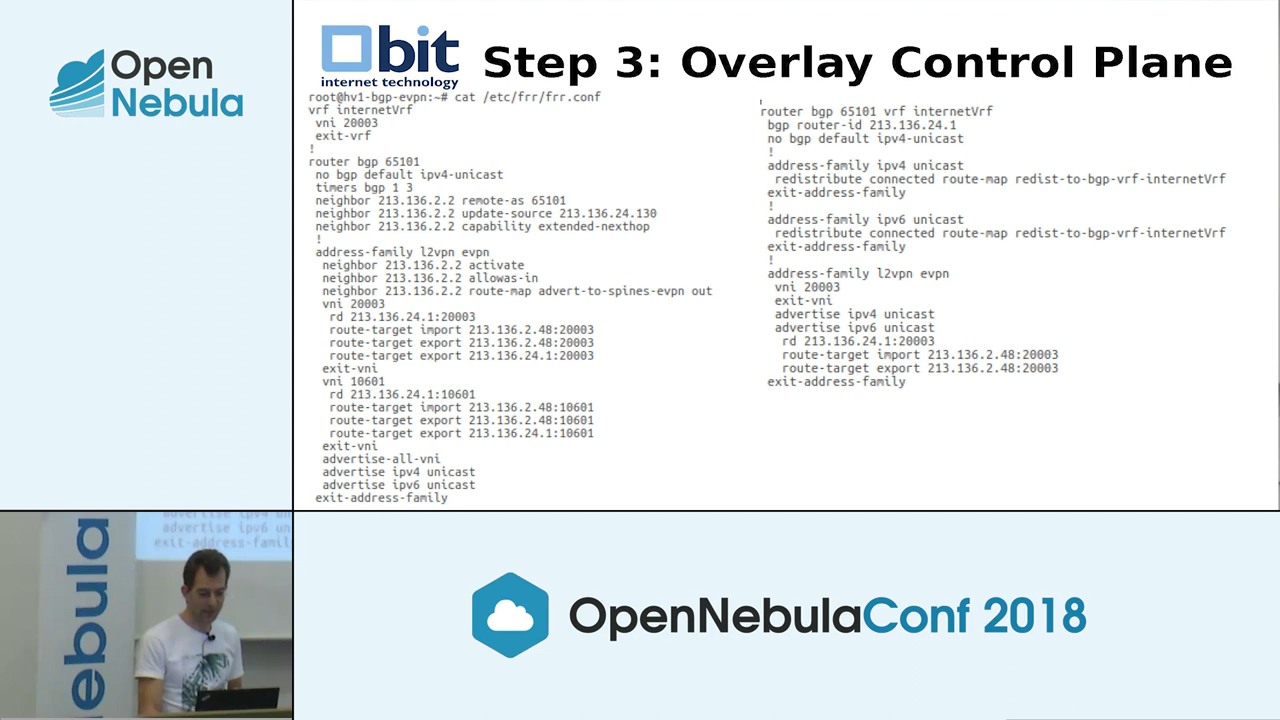 Open
Nebula
bit
internet technology
Step 3: Overlay Control Plane
root@hv1-bgp-evpn:~# cat /etc/frr/frr.conf
vrf internetVrf
vni 20003
exit-vrf
!
router bgp 65101
no bgp default ipv4-unicast
timers bgp 1 3
neighbor 213.136.2.2 remote-as 65101
neighbor 213.136.2.2 update-source 213.136.24.130
neighbor 213.136.2.2 capability extended-nexthop
!
address-family l2vpn evpn
neighbor 213.136.2.2 activate
neighbor 213.136.2.2 allowas-in
neighbor 213.136.2.2 route-map advert-to-spines-evpn out
vni 20003
rd 213.136.24.1:20003
route-target import 213.136.2.48:20003
route-target export 213.136.2.48:20003
route-target export 213.136.24.1:20003
exit-vni
vni 10601
rd 213.136.24.1:10601
route-target import 213.136.2.48:10601
route-target export 213.136.2.48:10601
route-target export 213.136.24.1:10601
exit-vni
advertise-all-vni
advertise ipv4 unicast
advertise ipv6 unicast
exit-address-family
router bgp 65101 vrf internetVrf
bgp router-id 213.136.24.1
no bgp default ipv4-unicast
!
address-family ipv4 unicast
redistribute connected route-map redist-to-bgp-vrf-internetVrf
exit-address-family
!
address-family ipv6 unicast
redistribute connected route-map redist-to-bgp-vrf-internetVrf
exit-address-family
!
address-family l2vpn evpn
vni 20003
exit-vni
advertise ipv4 unicast
advertise ipv6 unicast
rd 213.136.24.1:20003
route-target import 213.136.2.48:20003
route-target export 213.136.2.48:20003
exit-address-family
ebula
advertise ipv4 u
advertise ipv6 un
exit-address-famil
OpenNebulaConf 2018